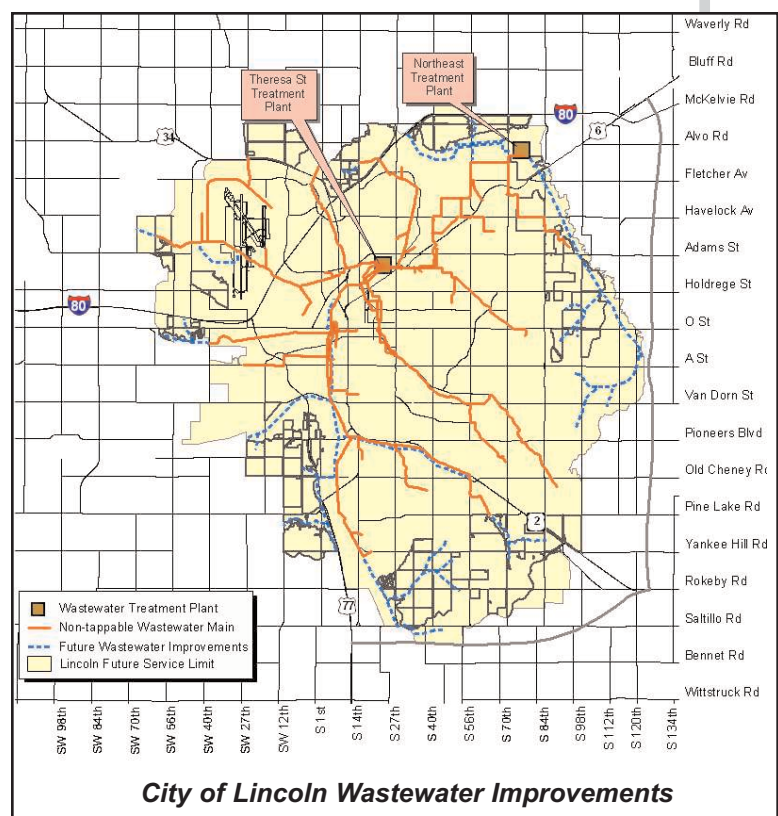 Waverly Rd
Bluff Rd
Northeast
Treatment
Plant
Theresa St
Treatment
Plant
McKelvie Rd
80
6
34
Alvo Rd
Fletcher Av
Havelock Av
Adams St
Holdrege St
80
O St
A St
Van Dorn St
Pioneers Blvd
Old Cheney Rd
Pine Lake Rd
2
Yankee Hill Rd
Rokeby Rd
77
Saltillo Rd
Bennet Rd
Wittstruck Rd
Wastewater Treatment Plant
Non-tappable Wastewater Main
Future Wastewater Improvements
Lincoln Future Service Limit
SW 98th
SW 84th
SW 70th
SW 56th
SW 40th
SW 27th
SW 12th
S 1st
S 14th
S 27th
S 40th
S 56th
S 70th
S 84th
S 98th
S 112th
S 120th
S 134th
City of Lincoln Wastewater Improvements